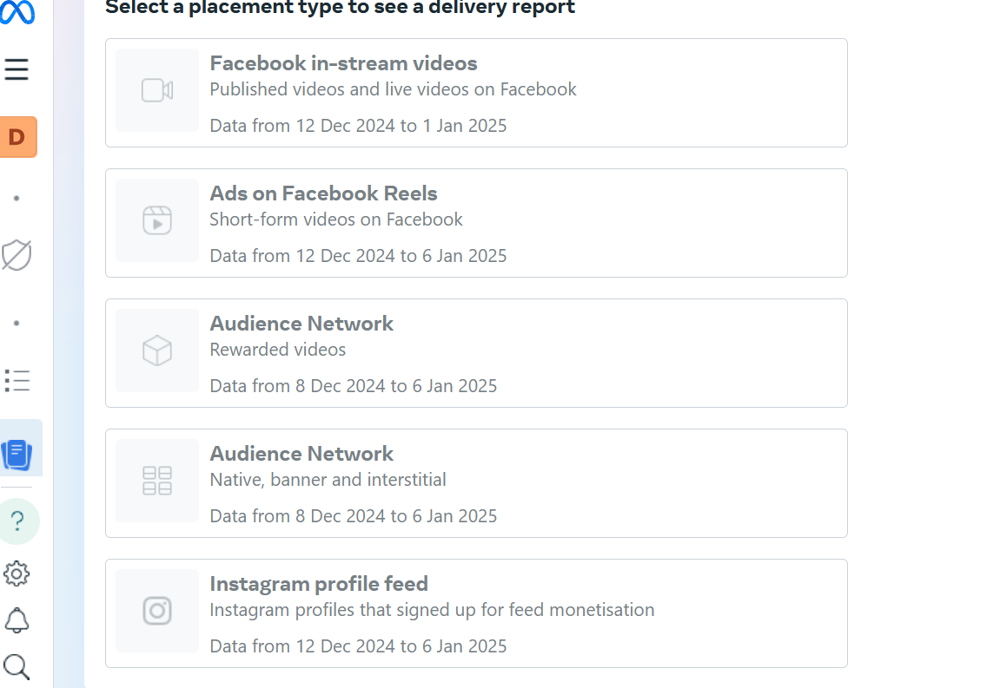 Select a placement type to see a delivery report
Facebook in-stream videos
Published videos and live videos on Facebook
Data from 12 Dec 2024 to 1 Jan 2025
D
Ads on Facebook Reels
Short-form videos on Facebook
Data from 12 Dec 2024 to 6 Jan 2025
Audience Network
Rewarded videos
Data from 8 Dec 2024 to 6 Jan 2025
Audience Network
Native, banner and interstitial
Data from 8 Dec 2024 to 6 Jan 2025
?
Instagram profile feed
Instagram profiles that signed up for feed monetisation
Data from 12 Dec 2024 to 6 Jan 2025